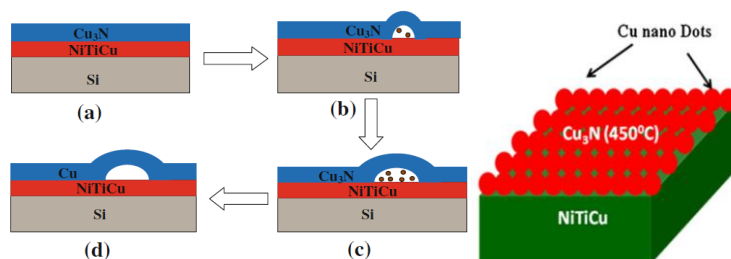 Cu₃N
NiTiCu
Si
(a)
Cu₃N
NiTiCu
Si
(b)
Cu₃N
NiTiCu
Si
(c)
Cu
NiTiCu
Si
(d)
Cu nano Dots
Cu₃N (450⁰C)
NiTiCu